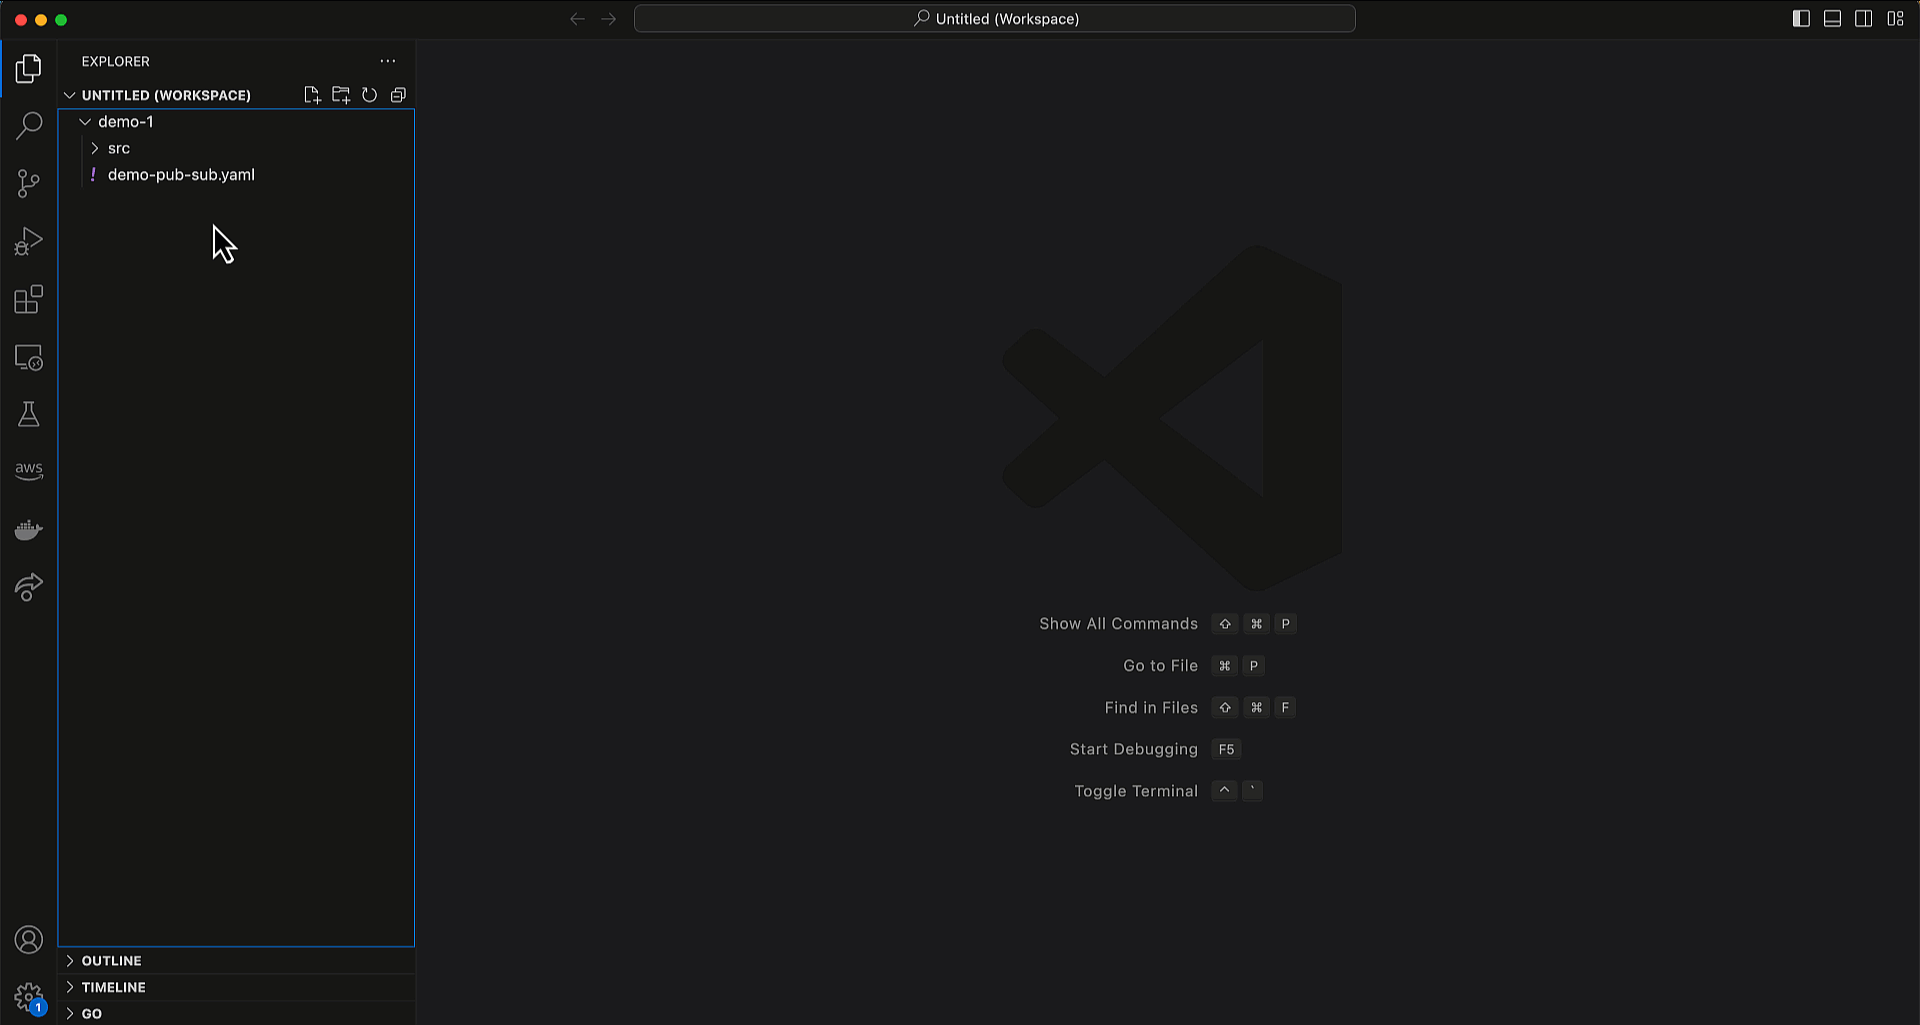 Untitled (Workspace)
EXPLORER
UNTITLED (WORKSPACE)
demo-1
src
! demo-pub-sub.yaml
aws
Show All Commands ⇧ ⌘ P
Go to File ⌘ P
Find in Files ⇧ ⌘ F
Start Debugging F5
Toggle Terminal ^ `
OUTLINE
TIMELINE
1
GO